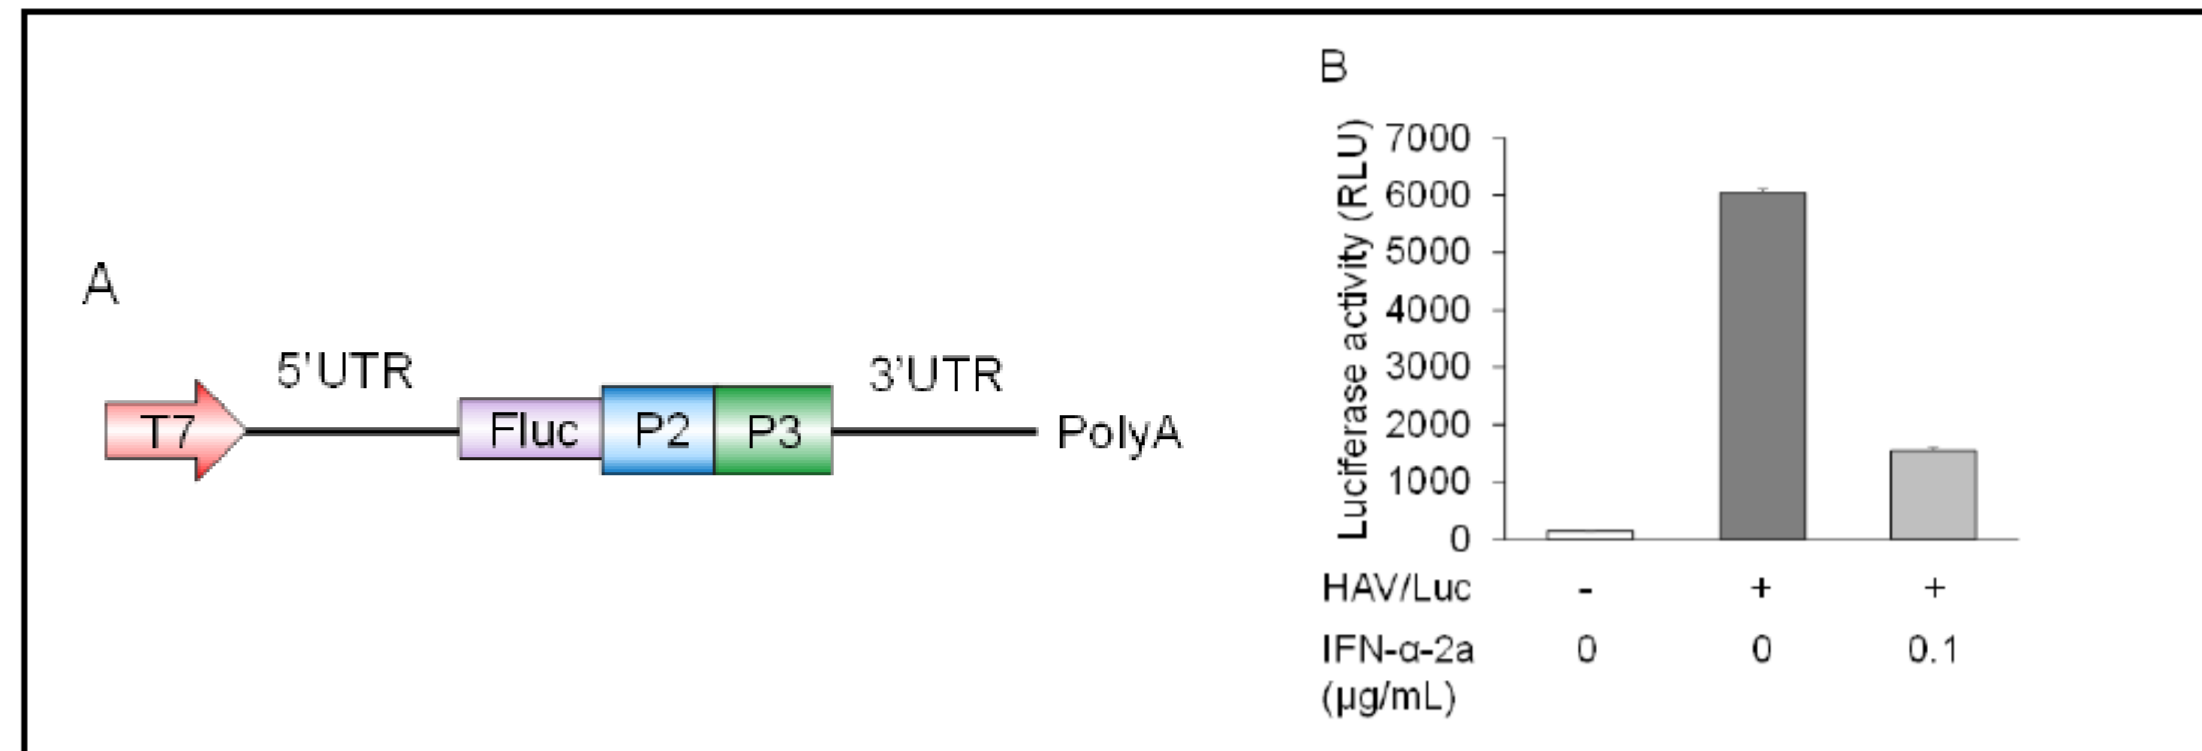 A
5'UTR
3'UTR
T7
Fluc
P2
P3
PolyA
B
Luciferase activity (RLU)
7000
6000
5000
4000
3000
2000
1000
0
HAV/Luc - + +
IFN-α-2a 0 0 0.1
(µg/mL)